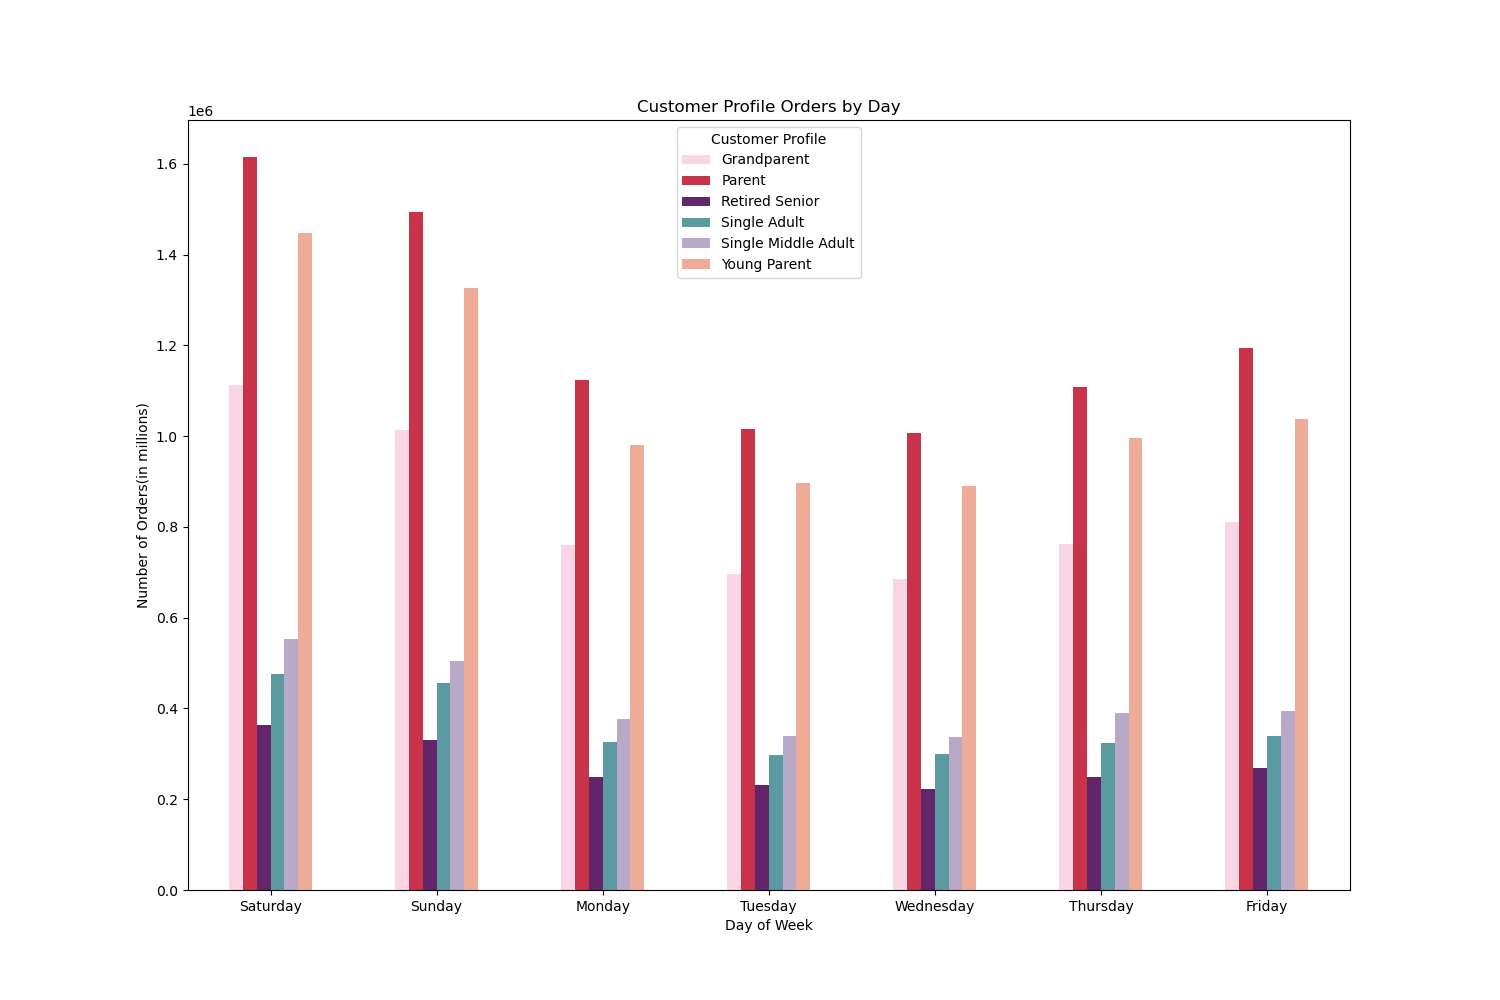 Customer Profile Orders by Day
1e6
Customer Profile
Grandparent
Parent
Retired Senior
Single Adult
Single Middle Adult
Young Parent
1.6
1.4
1.2
1.0
0.8
0.6
0.4
0.2
0.0
Number of Orders(in millions)
Saturday Sunday Monday Tuesday Wednesday Thursday Friday
Day of Week